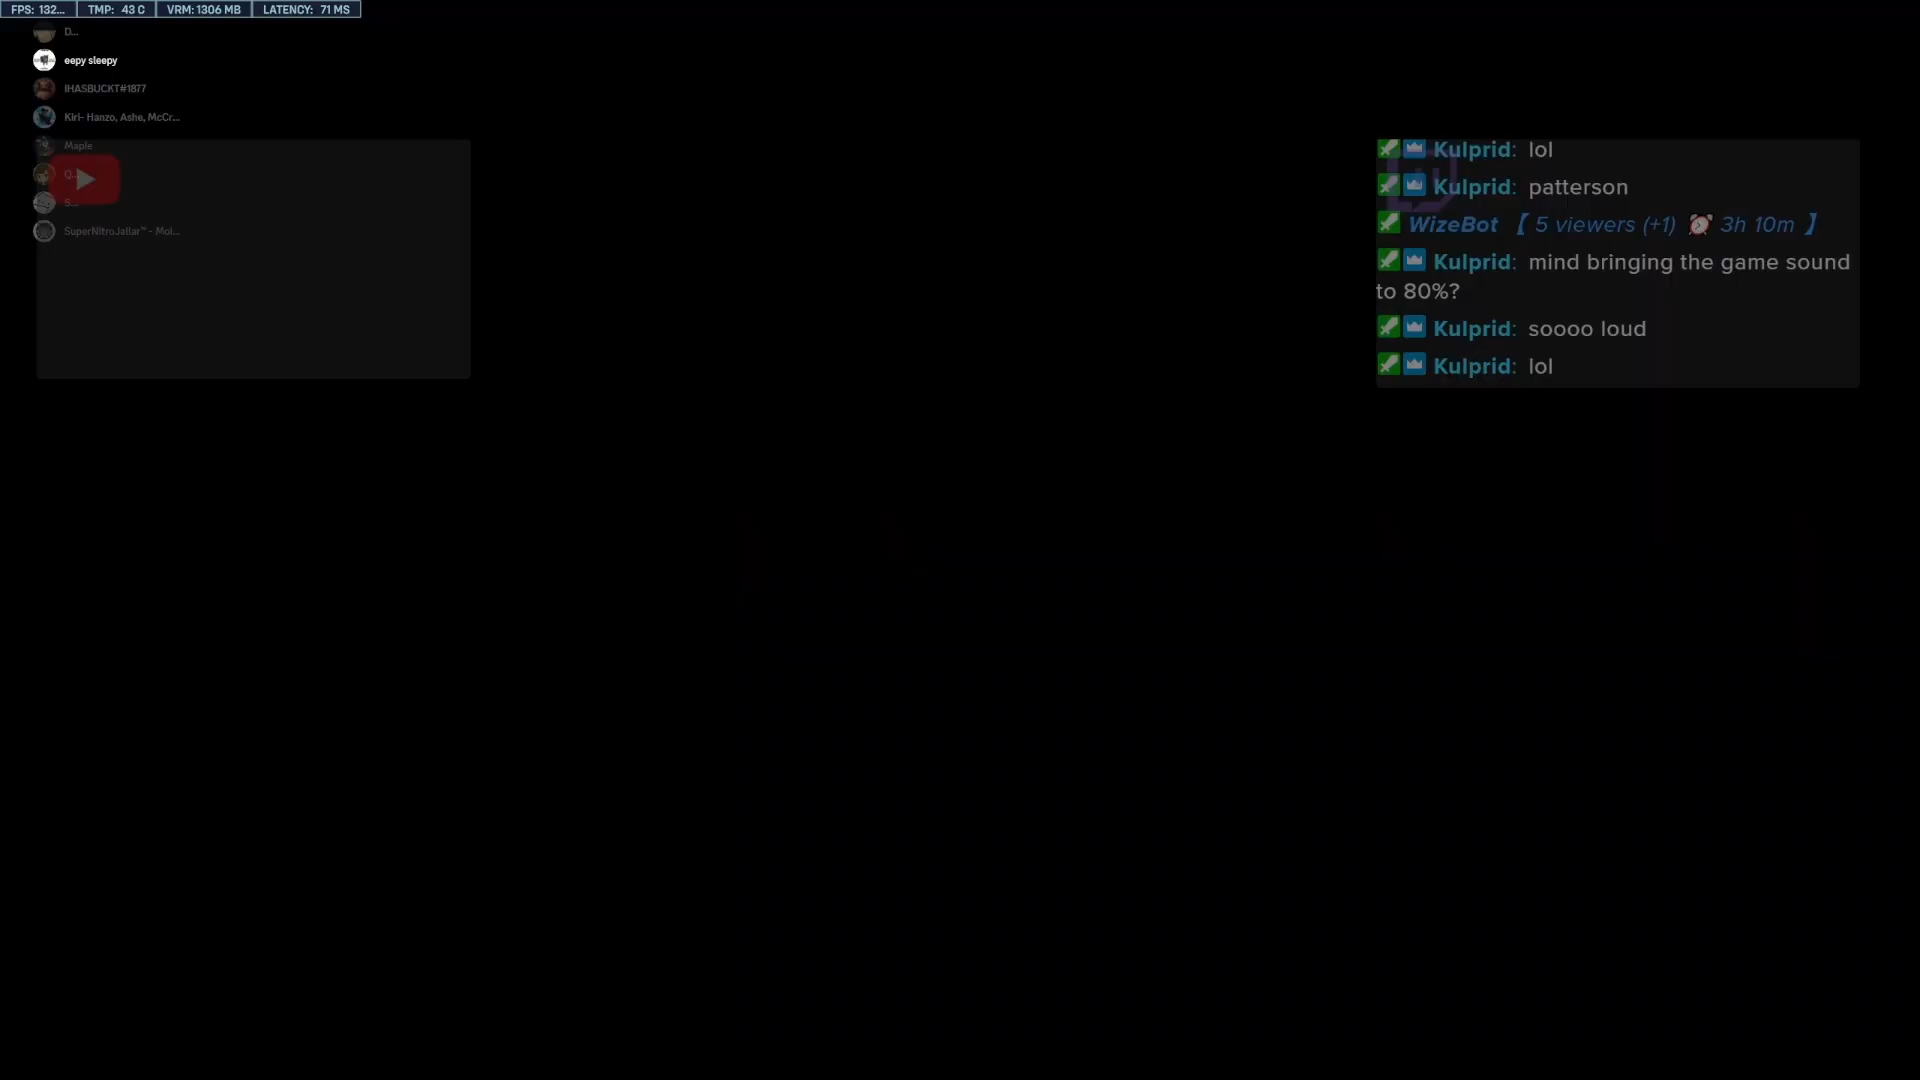 FPS: 132...
TMP: 43 C
VRM: 1306 MB
LATENCY: 71 MS
D...
eepy sleepy
IHASBUCKT#1877
Kiri- Hanzo, Ashe, McCr...
Maple
Q...
S...
SuperNitroJallar™ - Moi...
Kulprid: lol
Kulprid: patterson
WizeBot 【 5 viewers (+1) ⏰ 3h 10m 】
Kulprid: mind bringing the game sound
to 80%?
Kulprid: soooo loud
Kulprid: lol